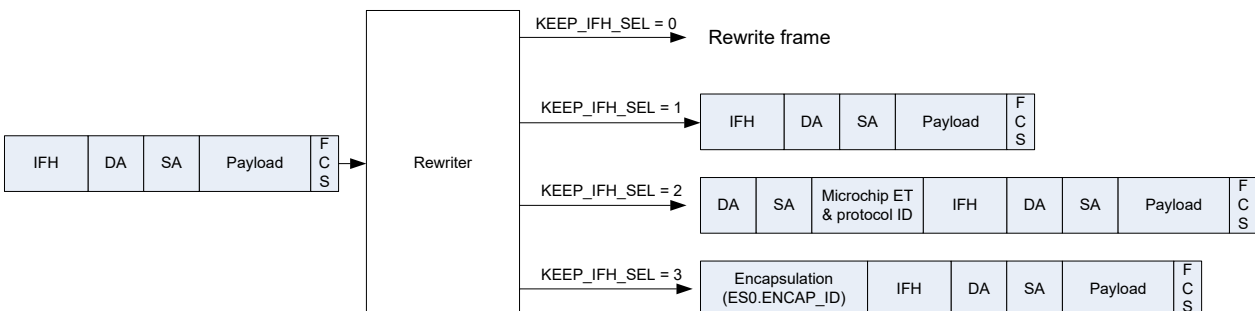 KEEP_IFH_SEL = 0
Rewrite frame
KEEP_IFH_SEL = 1
IFH
DA
SA
Payload
F
C
S
IFH
DA
SA
Payload
F
C
S
Rewriter
KEEP_IFH_SEL = 2
DA
SA
Microchip ET
& protocol ID
IFH
DA
SA
Payload
F
C
S
KEEP_IFH_SEL = 3
Encapsulation
(ES0.ENCAP_ID)
IFH
DA
SA
Payload
F
C
S